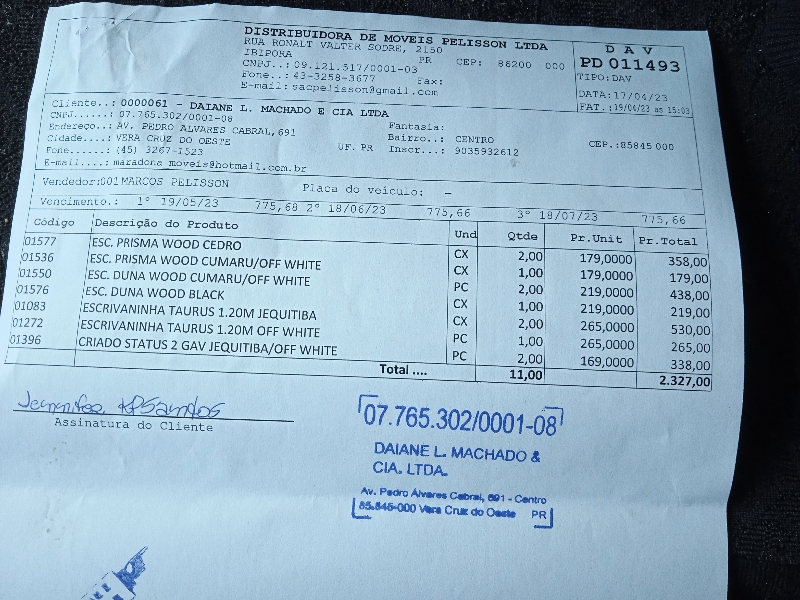 DISTRIBUIDORA DE MOVEIS PELISSON LTDA
RUA RONALT VALTER SODRE, 2150
IBIPORA PR CEP: 86200 000
CNPJ..: 09.121.517/0001-03
Fone..: 43-3258-3677 Fax:
E-mail: sacpelisson@gmail.com
D A V
PD 011493
TIPO: DAV
DATA: 17/04/23
FAT.: 19/04/23 as 15:03
Cliente..: 0000061 - DAIANE L. MACHADO E CIA LTDA
CNPJ......: 07.765.302/0001-08 Fantasia:
Endereço..: AV. PEDRO ALVARES CABRAL, 691 Bairro..: CENTRO
Cidade....: VERA CRUZ DO OESTE UF. PR CEP.: 85845 000
Fone......: (45) 3267-1523 Inscr...: 9035932612
E-mail....: maradona_moveis@hotmail.com.br
Vendedor: 001 MARCOS PELISSON Placa do veiculo: -
Vencimento.: 1º 19/05/23 775,68 2º 18/06/23 775,66 3º 18/07/23 775,66
Código Descrição do Produto Und Qtde Pr.Unit Pr.Total
01577 ESC. PRISMA WOOD CEDRO CX 2,00 179,0000 358,00
01536 ESC. PRISMA WOOD CUMARU/OFF WHITE CX 1,00 179,0000 179,00
01550 ESC. DUNA WOOD CUMARU/OFF WHITE PC 2,00 219,0000 438,00
01576 ESC. DUNA WOOD BLACK CX 1,00 219,0000 219,00
01083 ESCRIVANINHA TAURUS 1.20M JEQUITIBA CX 2,00 265,0000 530,00
01272 ESCRIVANINHA TAURUS 1.20M OFF WHITE PC 1,00 265,0000 265,00
01396 CRIADO STATUS 2 GAV JEQUITIBA/OFF WHITE PC 2,00 169,0000 338,00
Total .... 11,00 2.327,00
Assinatura do Cliente
07.765.302/0001-08
DAIANE L. MACHADO &
CIA. LTDA.
Av. Pedro Álvares Cabral, 691 - Centro
85.845-000 Vera Cruz do Oeste PR